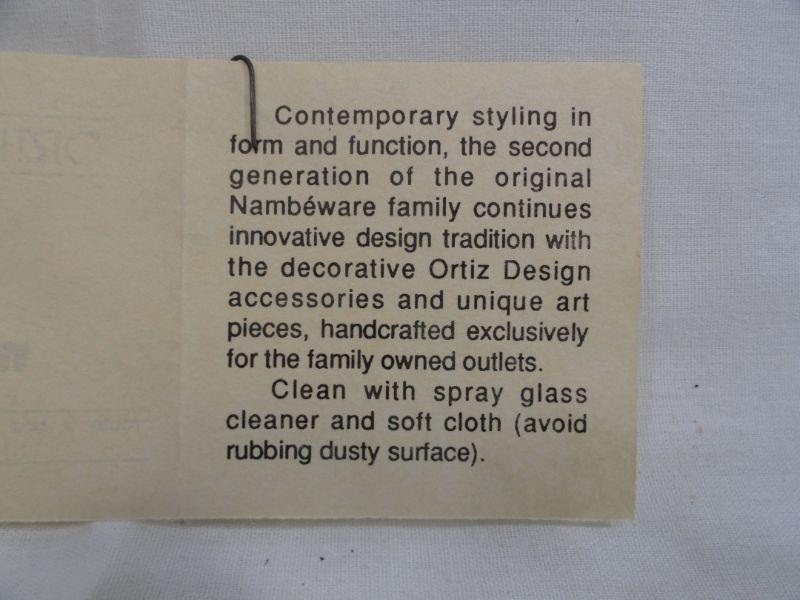 Contemporary styling in
form and function, the second
generation of the original
Nambéware family continues
innovative design tradition with
the decorative Ortiz Design
accessories and unique art
pieces, handcrafted exclusively
for the family owned outlets.
Clean with spray glass
cleaner and soft cloth (avoid
rubbing dusty surface).